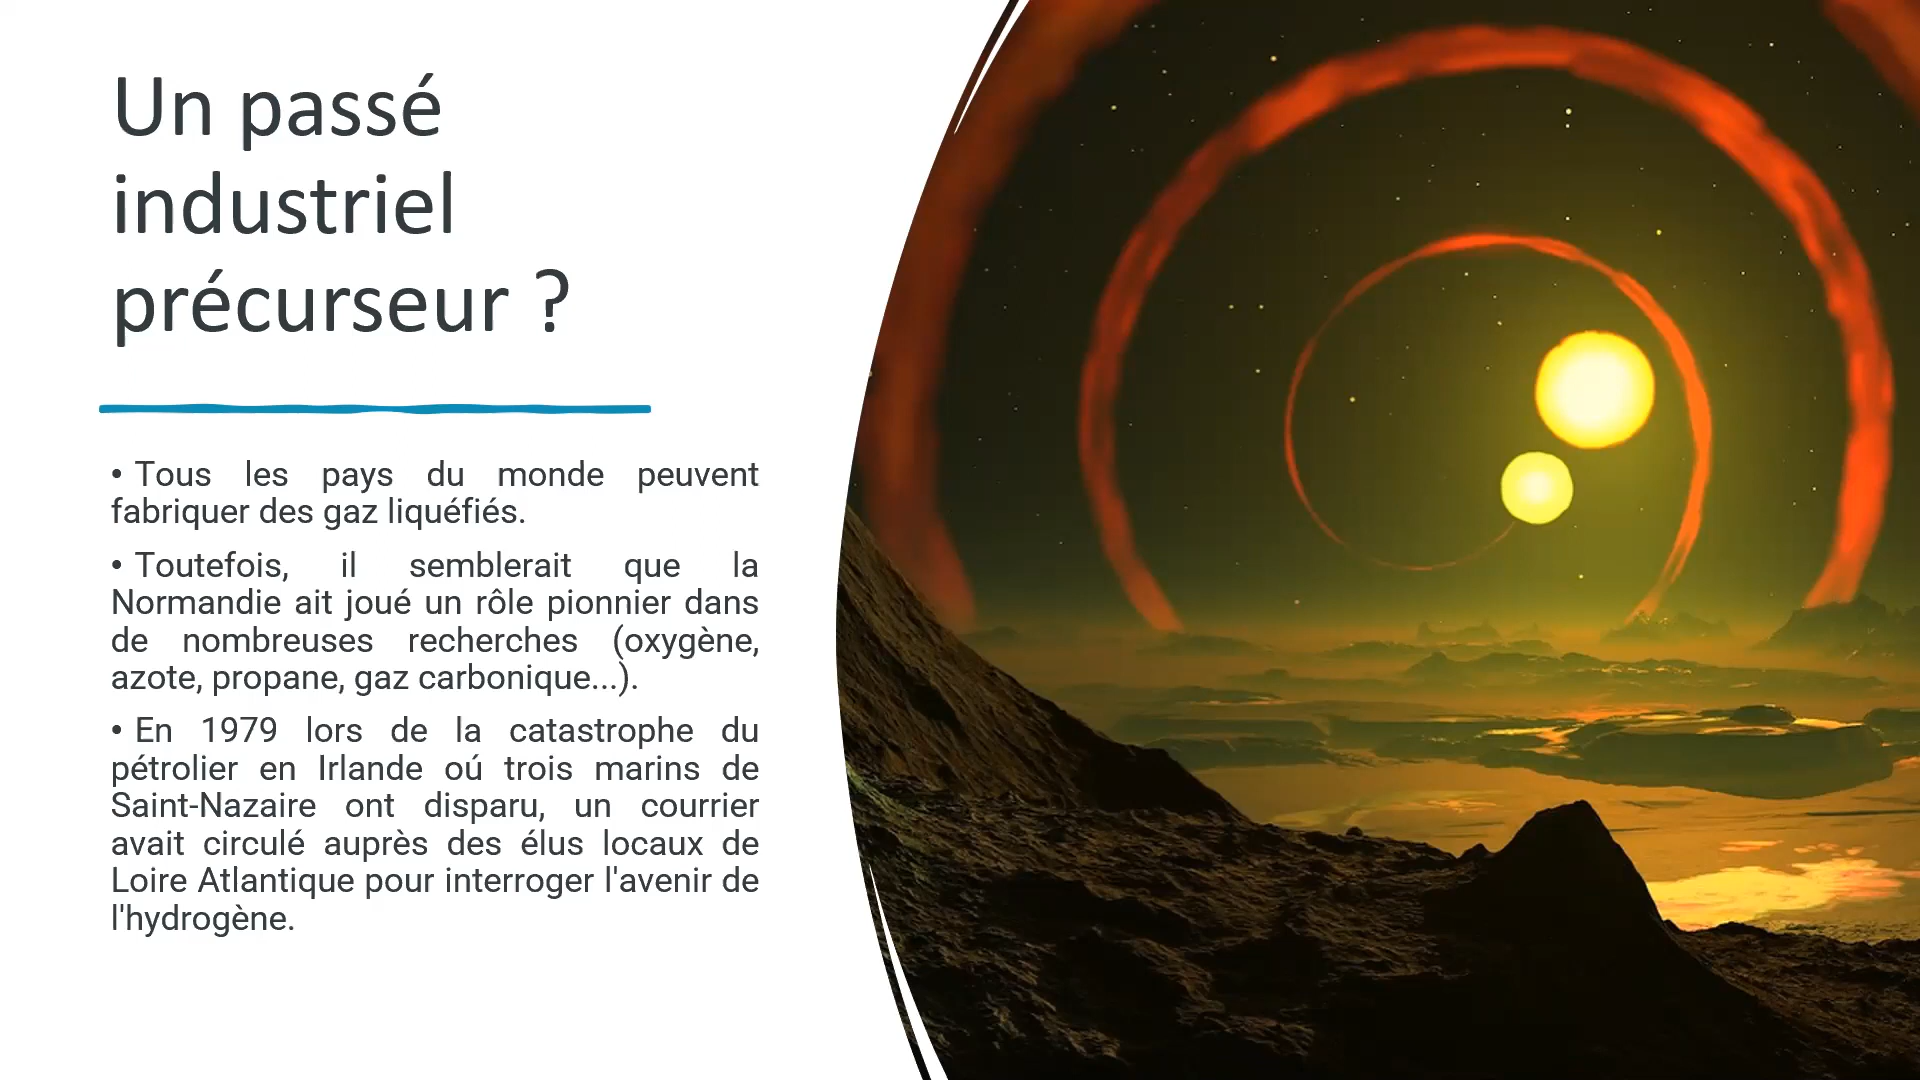 Un passé
industriel
précurseur ?
• Tous les pays du monde peuvent
fabriquer des gaz liquéfiés.
• Toutefois, il semblerait que la
Normandie ait joué un rôle pionnier dans
de nombreuses recherches (oxygène,
azote, propane, gaz carbonique...).
• En 1979 lors de la catastrophe du
pétrolier en Irlande oú trois marins de
Saint-Nazaire ont disparu, un courrier
avait circulé auprès des élus locaux de
Loire Atlantique pour interroger l'avenir de
l'hydrogène.